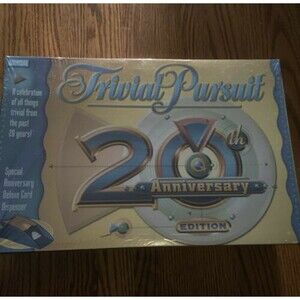 A celebration
of all things
trivial from
the past
20 years!
Trivial Pursuit
20th
Anniversary
EDITION
Special
Anniversary
Deluxe Card
Dispenser